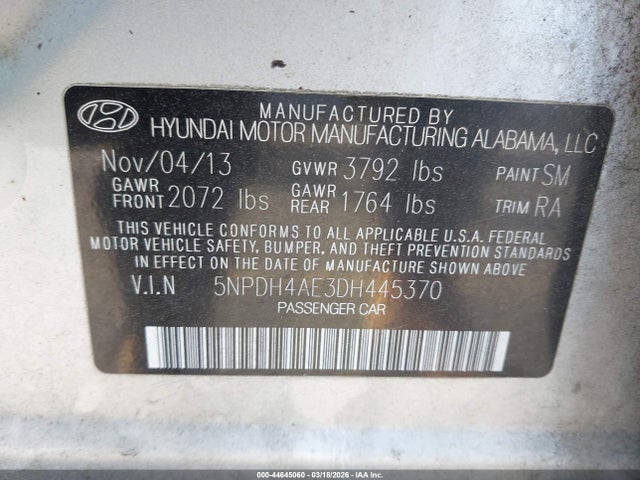 MANUFACTURED BY
HYUNDAI MOTOR MANUFACTURING ALABAMA, LLC
Nov/04/13 GVWR 3792 lbs PAINT SM
GAWR FRONT 2072 lbs GAWR REAR 1764 lbs TRIM RA
THIS VEHICLE CONFORMS TO ALL APPLICABLE U.S.A. FEDERAL
MOTOR VEHICLE SAFETY, BUMPER, AND THEFT PREVENTION STANDARDS
IN EFFECT ON THE DATE OF MANUFACTURE SHOWN ABOVE.
V.I.N 5NPDH4AE3DH445370
PASSENGER CAR
000-44645060 - 03/18/2026 - IAAI.COM